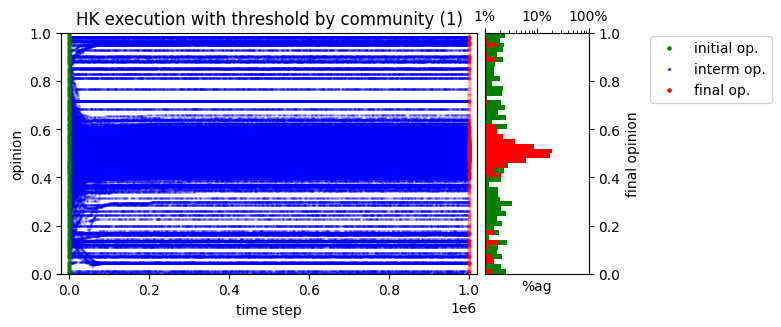 HK execution with threshold by community (1)
1% 10% 100%
initial op.
interm op.
final op.
1.0
0.8
0.6
0.4
0.2
0.0
opinion
0.0 0.2 0.4 0.6 0.8 1.0
1e6
time step
%ag
1.0
0.8
0.6
0.4
0.2
0.0
final opinion